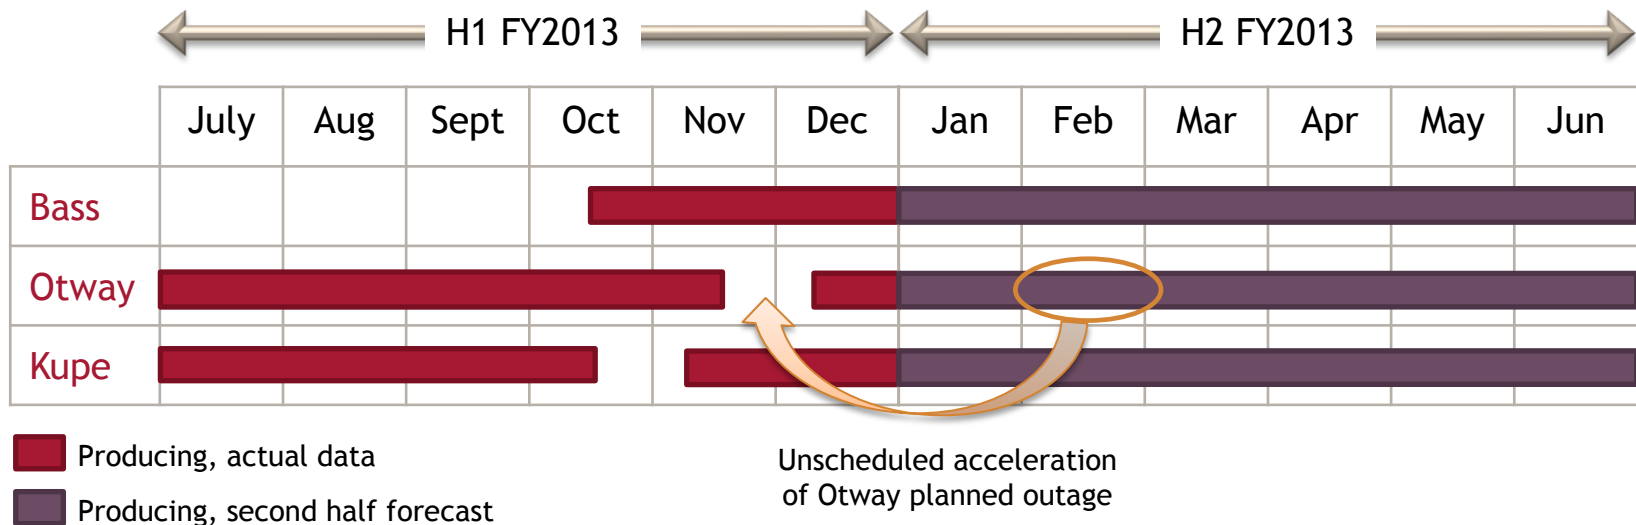 H1 FY2013 H2 FY2013
July Aug Sept Oct Nov Dec Jan Feb Mar Apr May Jun
Bass
Otway
Kupe
Producing, actual data
Producing, second half forecast
Unscheduled acceleration
of Otway planned outage